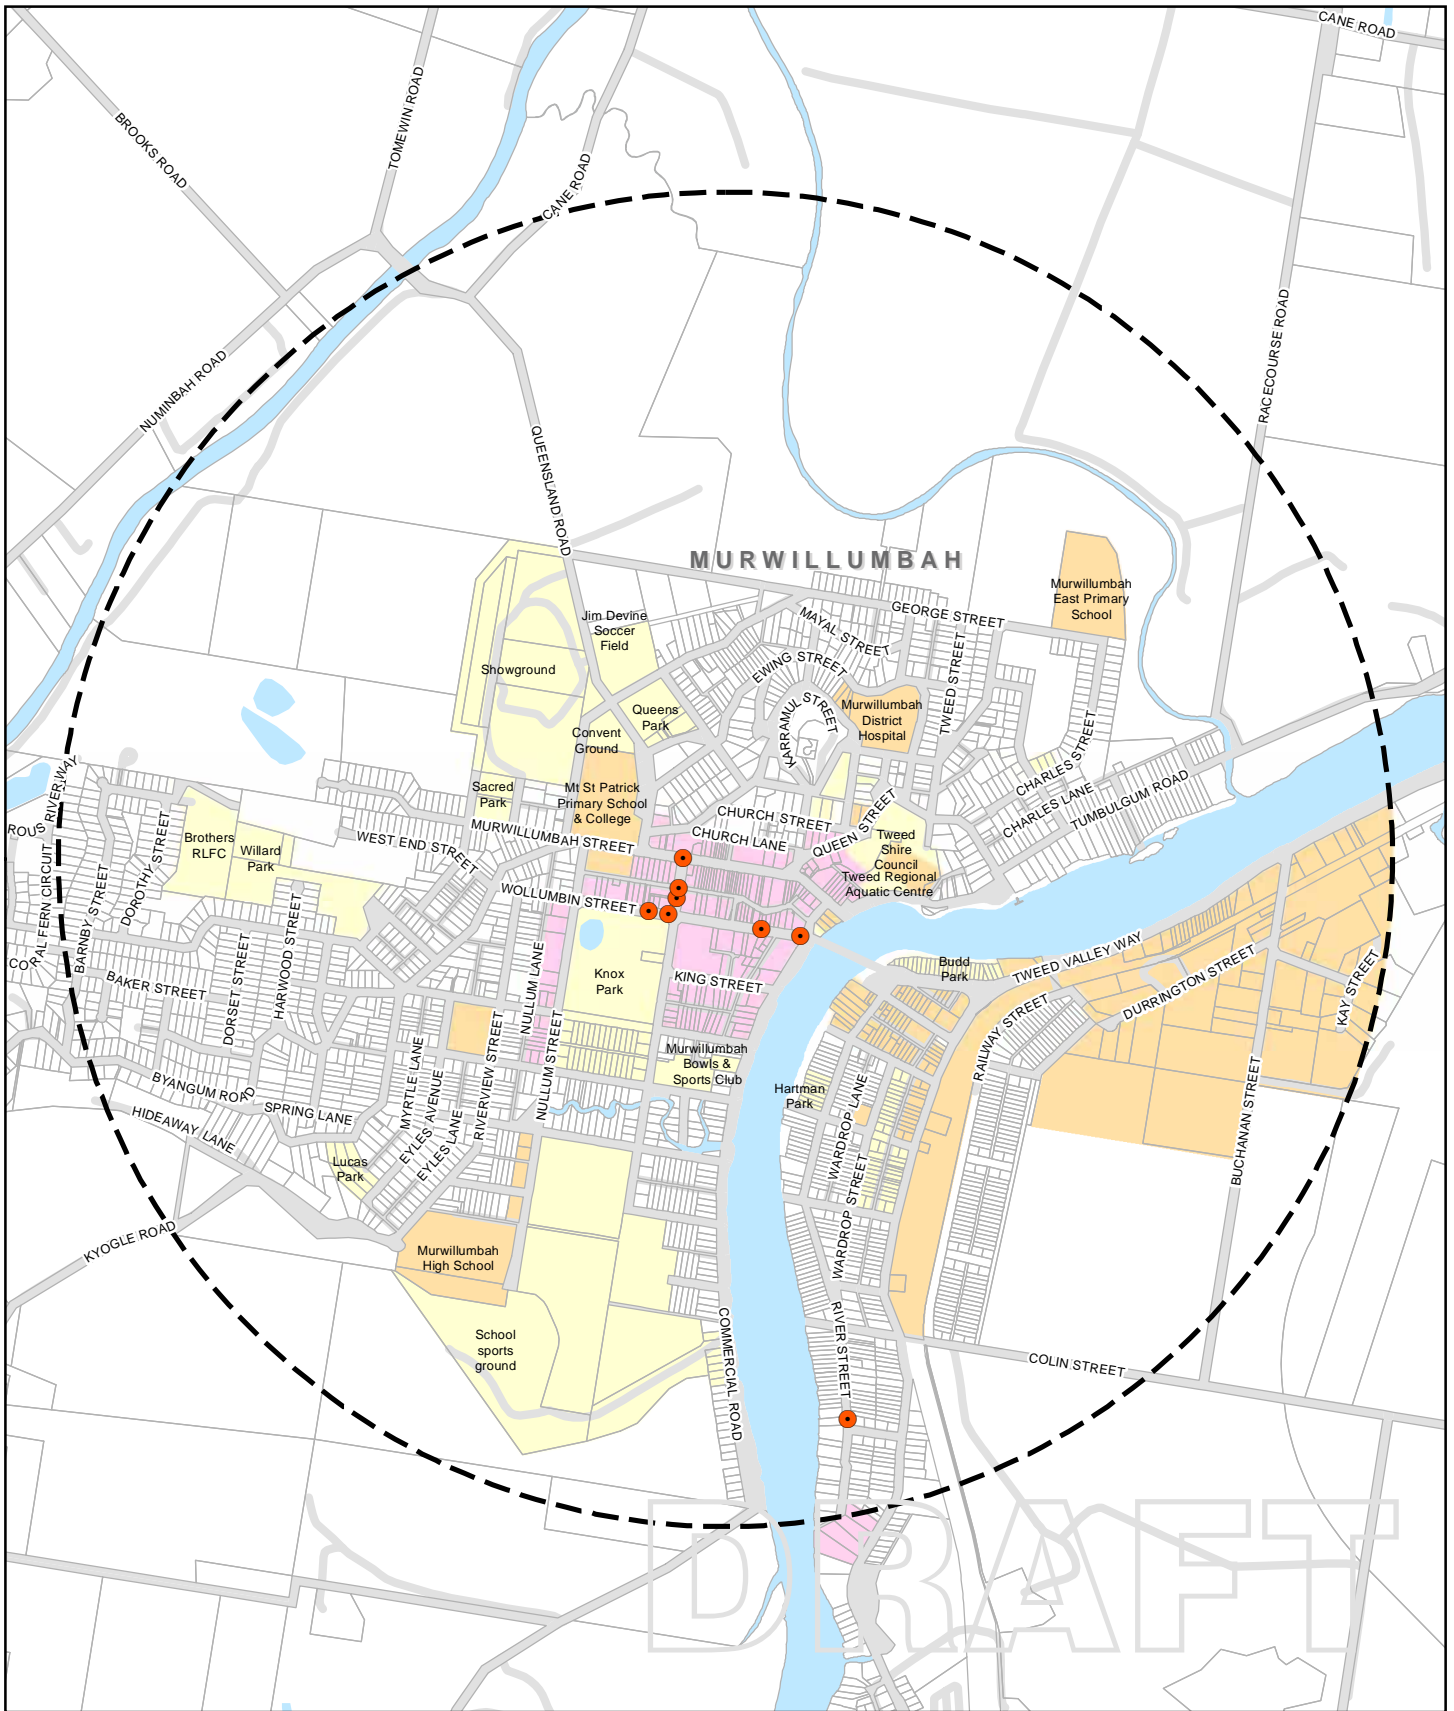 CANE ROAD
BROOKS ROAD
TOMEWIN ROAD
CANE ROAD
NUMINBAH ROAD
RACECOURSE ROAD
QUEENSLAND ROAD
MURWILLUMBAH
Murwillumbah
East Primary
School
GEORGE STREET
Jim Devine
Soccer
Field
MAYAL STREET
TWEED STREET
Showground
EWING STREET
Queens
Park
KARRAMUL STREET
Murwillumbah
District
Hospital
Convent
Ground
CHARLES STREET
RIVER WAY
Sacred
Park
Mt St Patrick
Primary School
& College
CHARLES LANE
TUMBULGUM ROAD
ROUS
DOROTHY STREET
Brothers
RLFC
Willard
Park
WEST END STREET
MURWILLUMBAH STREET
CHURCH STREET
CHURCH LANE
QUEEN STREET
Tweed
Shire
Council
Tweed Regional
Aquatic Centre
WOLLUMBIN STREET
RALFERN CIRCUIT
BARNBY STREET
HARWOOD STREET
DORSET STREET
BAKER STREET
CO
NULLUM LANE
Knox
Park
KING STREET
Budd
Park
TWEED VALLEY WAY
DURRINGTON STREET
KAY STREET
RAILWAY STREET
BYANGUM ROAD
HIDEAWAY LANE
SPRING LANE
MYRTLE LANE
EYLES AVENUE
EYLES LANE
RIVERVIEW STREET
NULLUM STREET
Murwillumbah
Bowls &
Sports Club
Hartman
Park
WARDROP LANE
WARDROP STREET
BUCHANAN STREET
Lucas
Park
KYOGLE ROAD
Murwillumbah
High School
School
sports
ground
COMMERCIAL ROAD
RIVER STREET
COLIN STREET
DRAFT